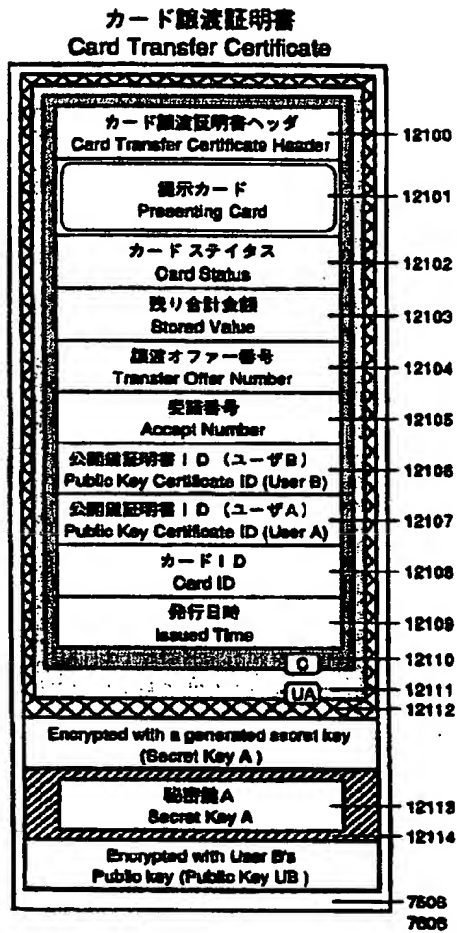 カード譲渡証明書
Card Transfer Certificate
カード譲渡証明書ヘッダ
Card Transfer Certificate Header
12100
提示カード
Presenting Card
12101
カード ステイタス
Card Status
12102
残り合計金額
Stored Value
12103
譲渡オファー番号
Transfer Offer Number
12104
受諾番号
Accept Number
12105
公開鍵証明書ID(ユーザB)
Public Key Certificate ID (User B)
12106
公開鍵証明書ID(ユーザA)
Public Key Certificate ID (User A)
12107
カードID
Card ID
12108
発行日時
Issued Time
12109
C
12110
UA
12111
12112
Encrypted with a generated secret key
(Secret Key A )
秘密鍵A
Secret Key A
12113
12114
Encrypted with User B's
Public key (Public Key UB )
7506
7606